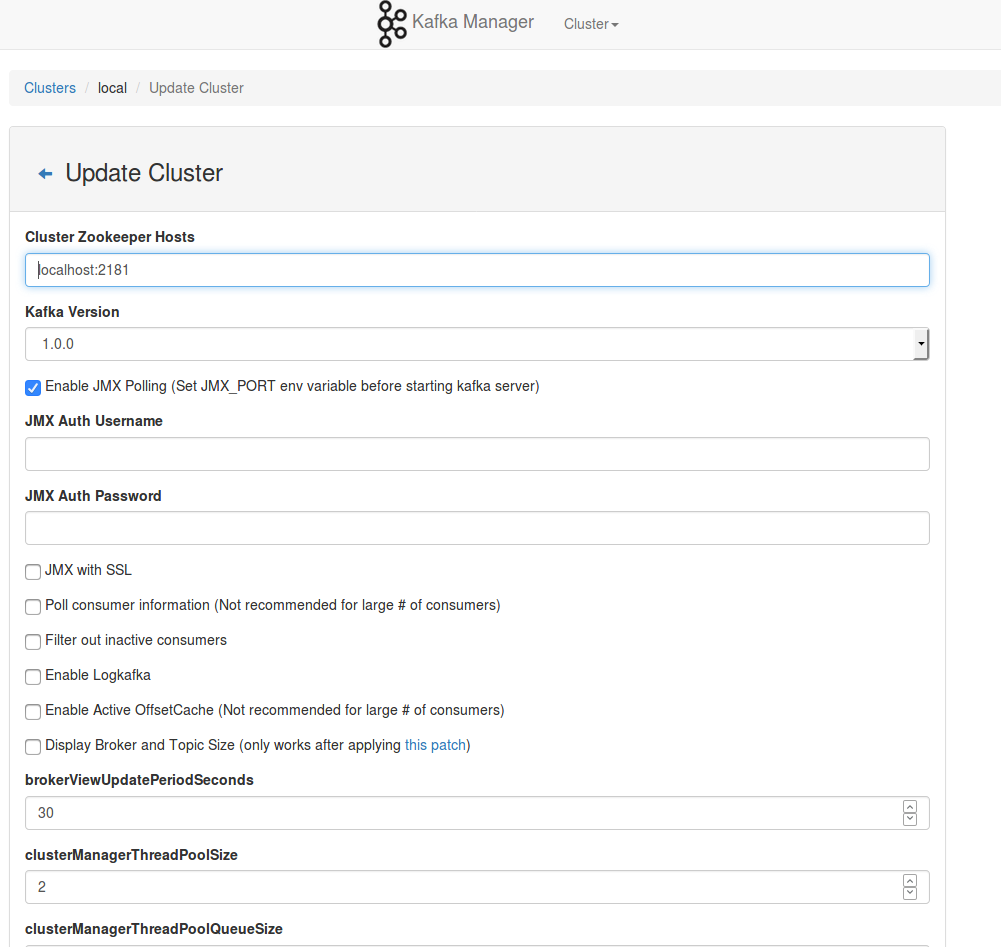 Kafka Manager Cluster
Clusters / local / Update Cluster
Update Cluster
Cluster Zookeeper Hosts
localhost:2181
Kafka Version
1.0.0
Enable JMX Polling (Set JMX_PORT env variable before starting kafka server)
JMX Auth Username
JMX Auth Password
JMX with SSL
Poll consumer information (Not recommended for large # of consumers)
Filter out inactive consumers
Enable Logkafka
Enable Active OffsetCache (Not recommended for large # of consumers)
Display Broker and Topic Size (only works after applying this patch)
brokerViewUpdatePeriodSeconds
30
clusterManagerThreadPoolSize
2
clusterManagerThreadPoolQueueSize